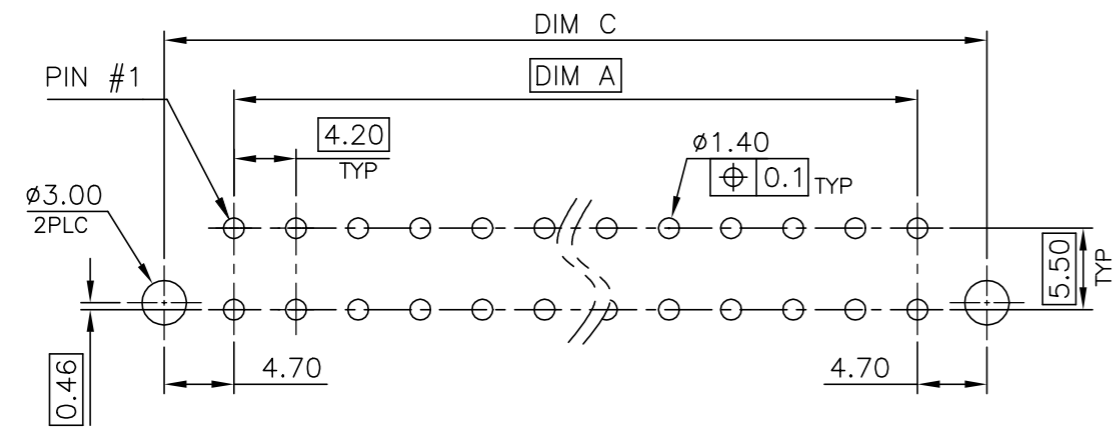 DIM C
PIN #1
DIM A
4.20
TYP
ø1.40
⌖ 0.1 TYP
ø3.00
2PLC
5.50
TYP
0.46
4.70
4.70